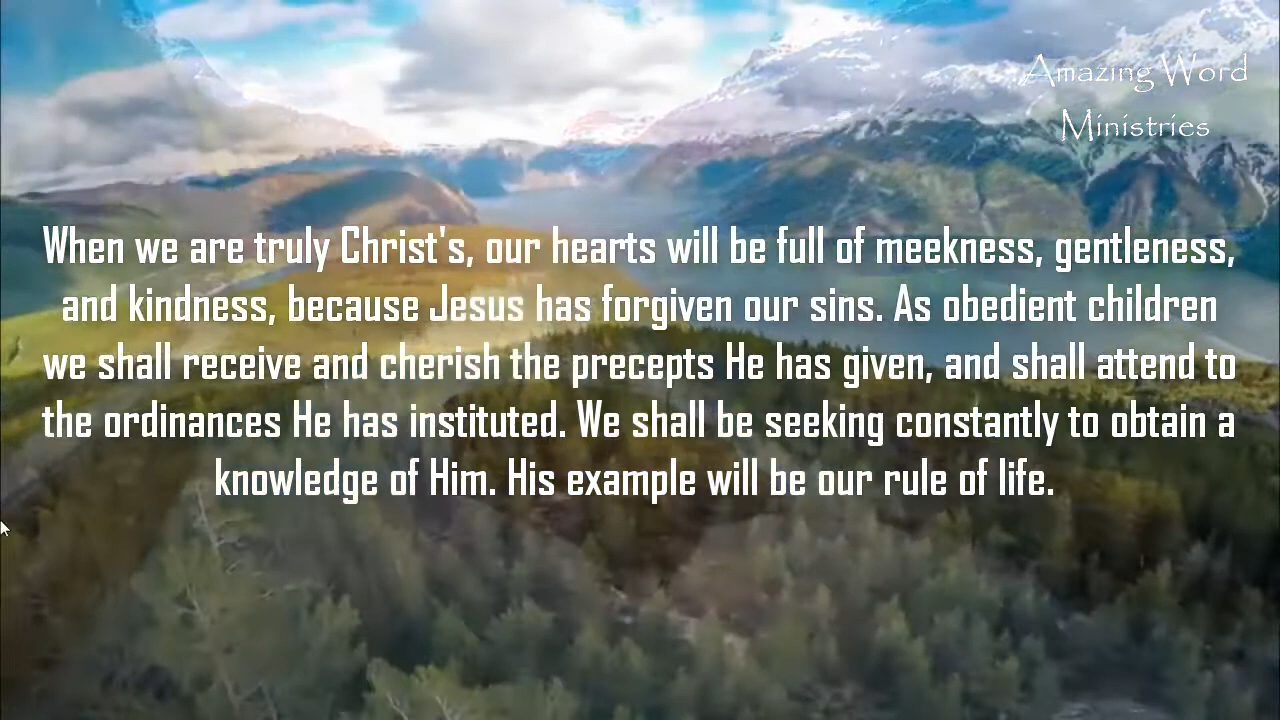 Amazing Word
Ministries
When we are truly Christ's, our hearts will be full of meekness, gentleness,
and kindness, because Jesus has forgiven our sins. As obedient children
we shall receive and cherish the precepts He has given, and shall attend to
the ordinances He has instituted. We shall be seeking constantly to obtain a
knowledge of Him. His example will be our rule of life.